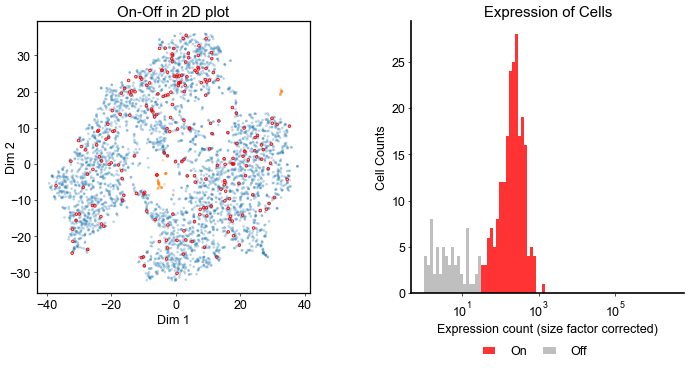 On-Off in 2D plot
Dim 2
30
20
10
0
−10
−20
−30
−40
−20
0
20
40
Dim 1
Expression of Cells
Cell Counts
25
20
15
10
5
0
10^1
10^3
10^5
Expression count (size factor corrected)
On
Off